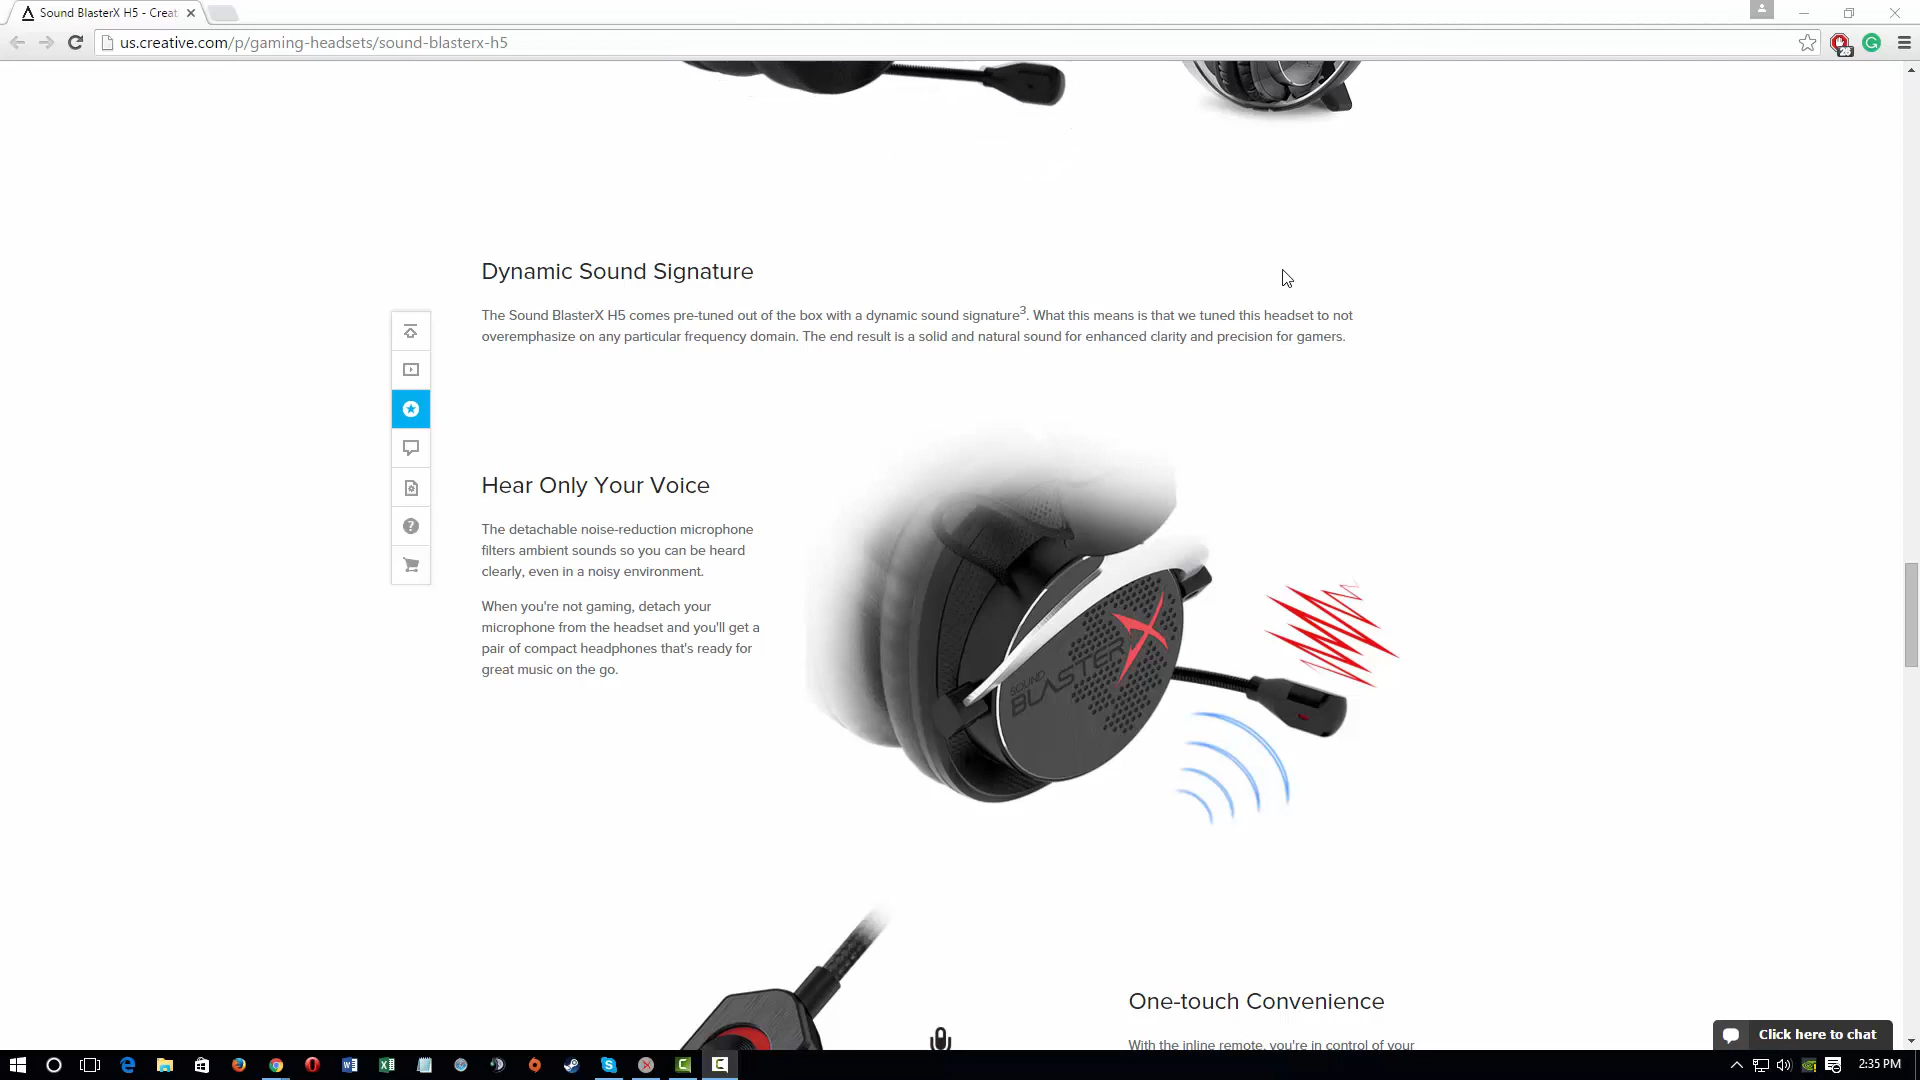 Sound BlasterX H5 - Creat
us.creative.com/p/gaming-headsets/sound-blasterx-h5
26
Dynamic Sound Signature
The Sound BlasterX H5 comes pre-tuned out of the box with a dynamic sound signature3. What this means is that we tuned this headset to not
overemphasize on any particular frequency domain. The end result is a solid and natural sound for enhanced clarity and precision for gamers.
Hear Only Your Voice
The detachable noise-reduction microphone
filters ambient sounds so you can be heard
clearly, even in a noisy environment.
When you're not gaming, detach your
microphone from the headset and you'll get a
pair of compact headphones that's ready for
great music on the go.
SOUND
BLASTER
One-touch Convenience
With the inline remote, you're in control of your
Click here to chat
2:35 PM